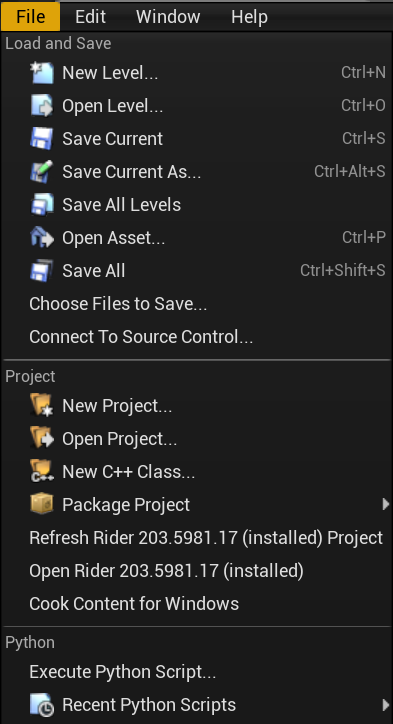 File Edit Window Help
Load and Save
New Level... Ctrl+N
Open Level... Ctrl+O
Save Current Ctrl+S
Save Current As... Ctrl+Alt+S
Save All Levels
Open Asset... Ctrl+P
Save All Ctrl+Shift+S
Choose Files to Save...
Connect To Source Control...
Project
New Project...
Open Project...
New C++ Class...
Package Project
Refresh Rider 203.5981.17 (installed) Project
Open Rider 203.5981.17 (installed)
Cook Content for Windows
Python
Execute Python Script...
Recent Python Scripts